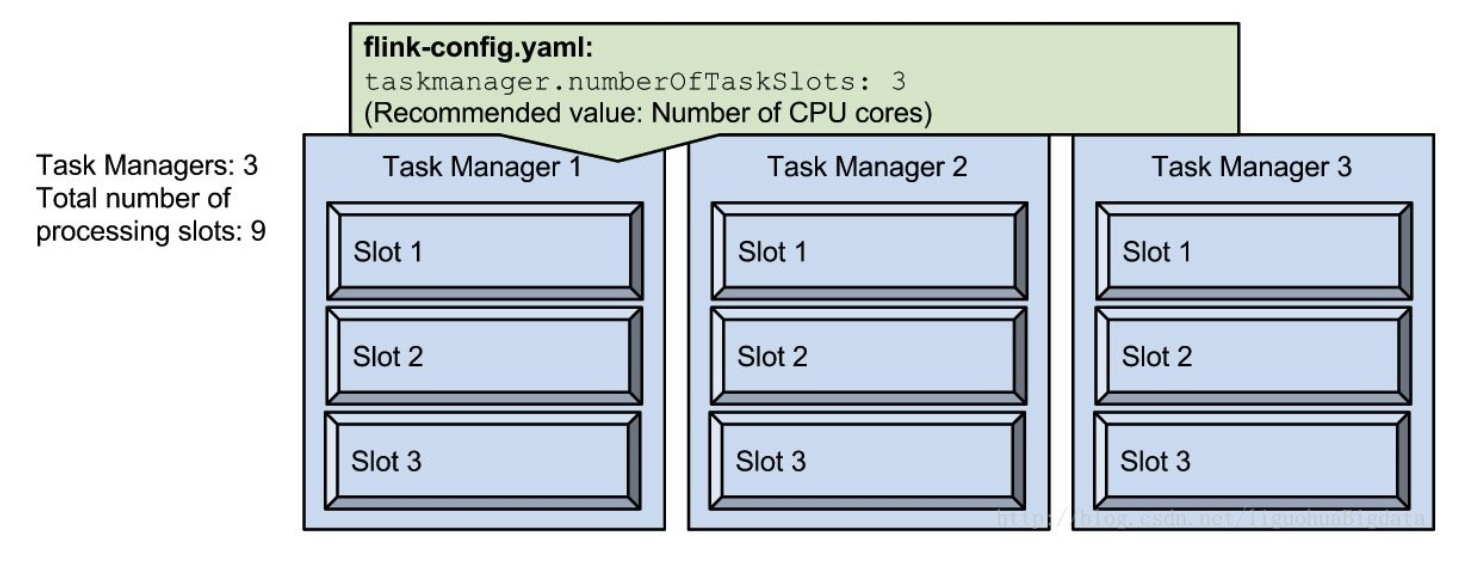 flink-config.yaml:
taskmanager.numberOfTaskSlots: 3
(Recommended value: Number of CPU cores)
Task Managers: 3
Total number of
processing slots: 9
Task Manager 1
Slot 1
Slot 2
Slot 3
Task Manager 2
Slot 1
Slot 2
Slot 3
Task Manager 3
Slot 1
Slot 2
Slot 3
http://blog.csdn.net/liguohuaBigdata